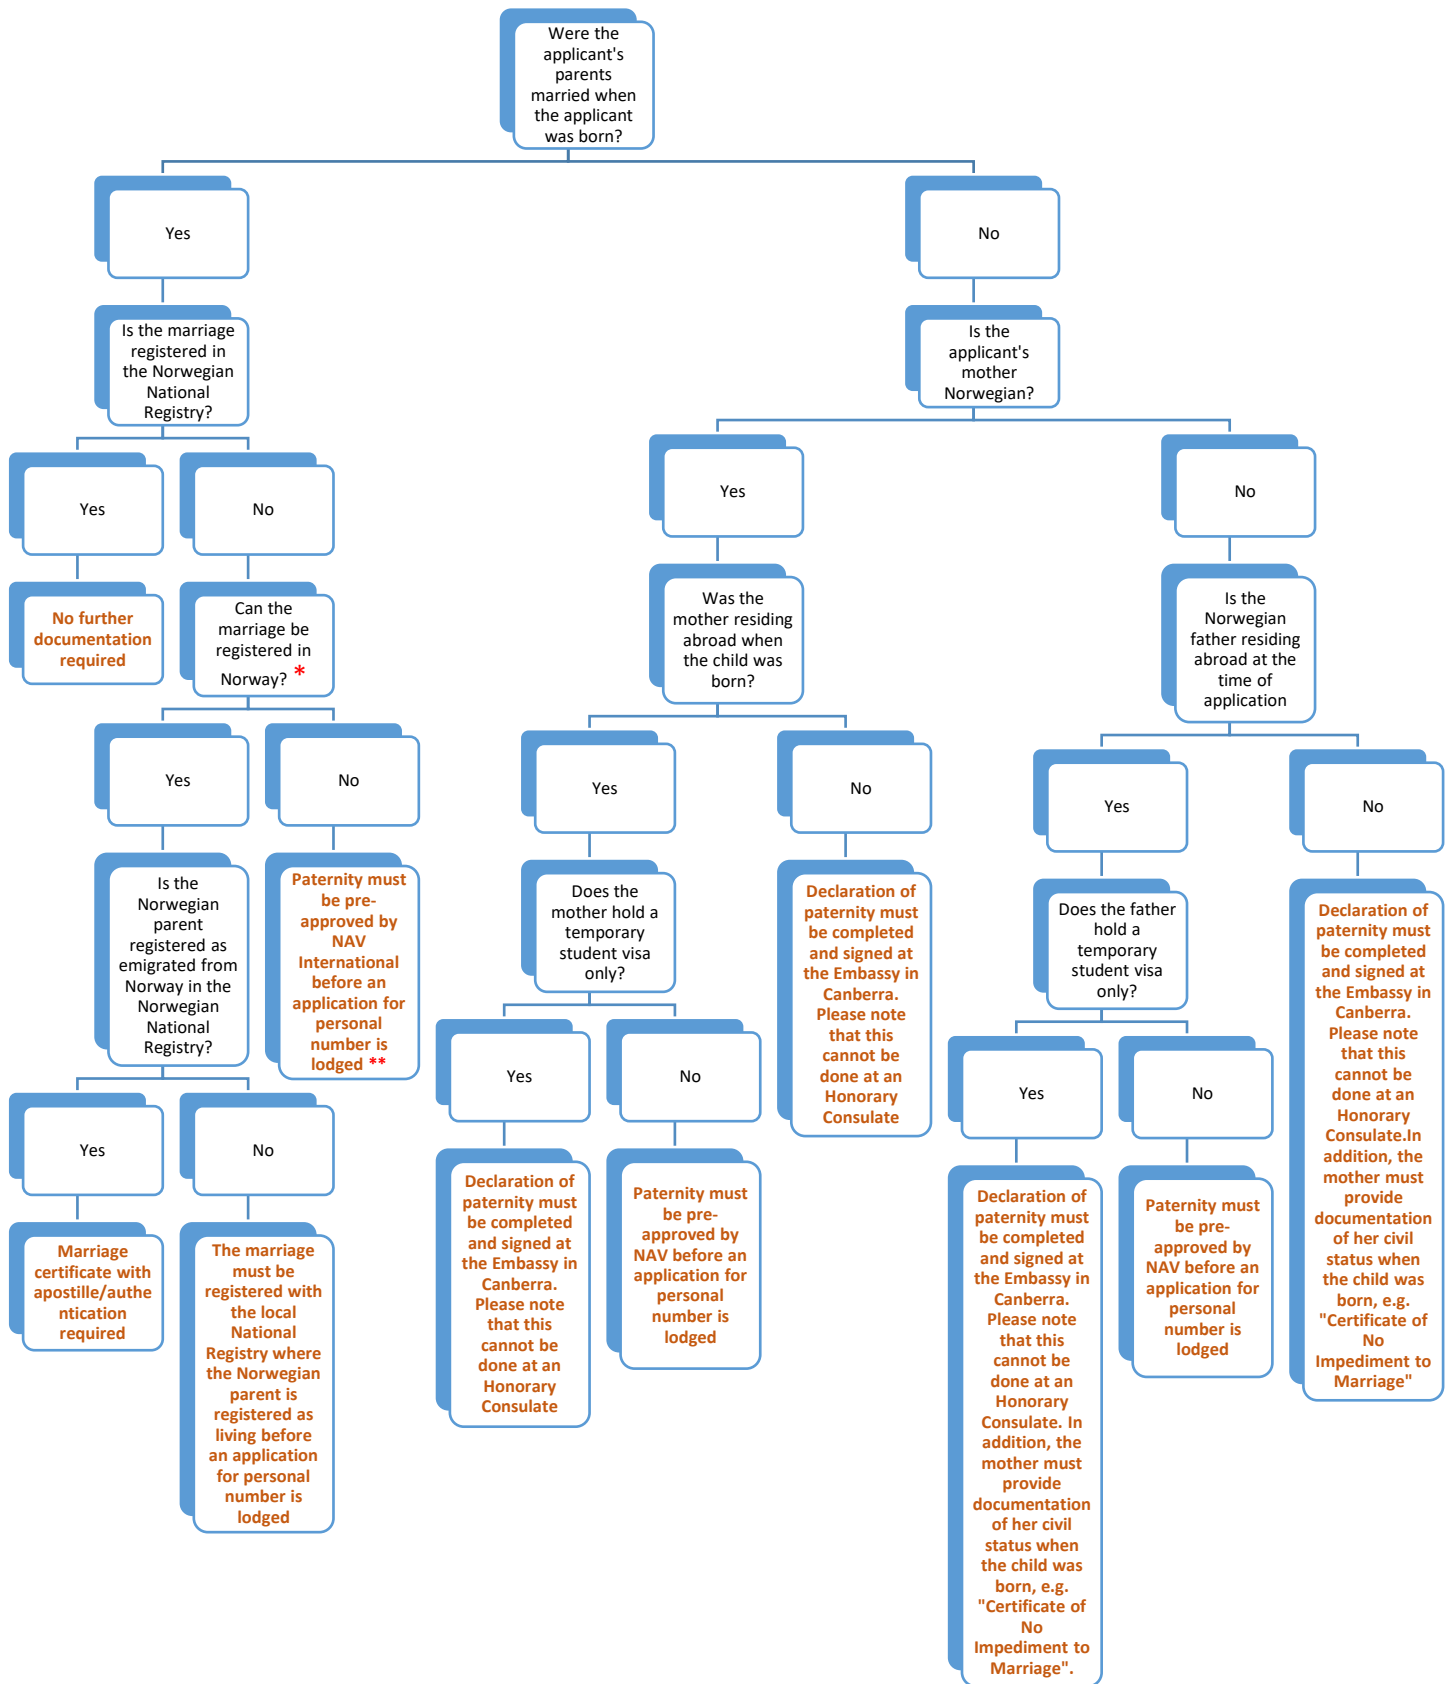 Were the
applicant's
parents
married when
the applicant
was born?
Yes
No
Is the marriage
registered in
the Norwegian
National
Registry?
Is the
applicant's
mother
Norwegian?
Yes
No
Yes
No
No further
documentation
required
Can the
marriage be
registered in
Norway? *
Was the
mother residing
abroad when
the child was
born?
Is the
Norwegian
father residing
abroad at the
time of
application
Yes
No
Yes
No
Yes
No
Is the
Norwegian
parent
registered as
emigrated from
Norway in the
Norwegian
National
Registry?
Paternity must
be pre-
approved by
NAV
International
before an
application for
personal
number is
lodged **
Does the
mother hold a
temporary
student visa
only?
Declaration of
paternity must
be completed
and signed at
the Embassy in
Canberra.
Please note
that this
cannot be
done at an
Honorary
Consulate
Does the father
hold a
temporary
student visa
only?
Declaration of
paternity must
be completed
and signed at
the Embassy in
Canberra.
Please note
that this
cannot be
done at an
Honorary
Consulate.In
addition, the
mother must
provide
documentation
of her civil
status when
the child was
born, e.g.
"Certificate of
No
Impediment to
Marriage"
Yes
No
Yes
No
Yes
No
Marriage
certificate with
apostille/authe
ntication
required
The marriage
must be
registered with
the local
National
Registry where
the Norwegian
parent is
registered as
living before
an application
for personal
number is
lodged
Declaration of
paternity must
be completed
and signed at
the Embassy in
Canberra.
Please note
that this
cannot be
done at an
Honorary
Consulate
Paternity must
be pre-
approved by
NAV before an
application for
personal
number is
lodged
Declaration of
paternity must
be completed
and signed at
the Embassy in
Canberra.
Please note
that this
cannot be
done at an
Honorary
Consulate. In
addition, the
mother must
provide
documentation
of her civil
status when
the child was
born, e.g.
"Certificate of
No
Impediment to
Marriage".
Paternity must
be pre-
approved by
NAV before an
application for
personal
number is
lodged